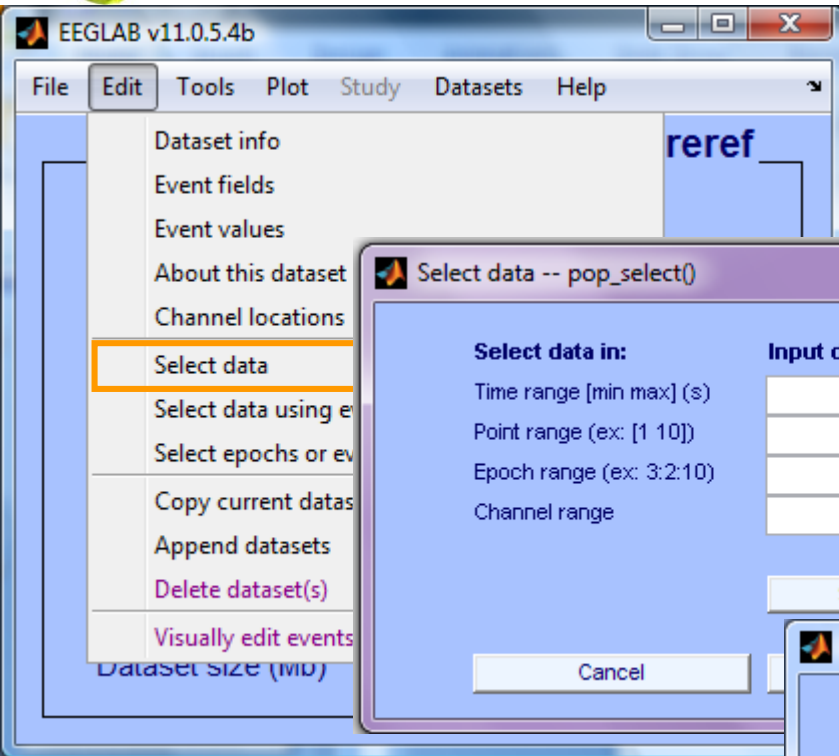 EEGLAB v11.0.5.4b
File Edit Tools Plot Study Datasets Help
reref
Dataset info
Event fields
Event values
About this dataset
Channel locations
Select data
Select data using
Select epochs or
Copy current
Append datasets
Delete dataset(s)
Visually edit events
Dataset size (Mb)
Select data -- pop_select()
Select data in: Input
Time range [min max] (s)
Point range (ex: [1 10])
Epoch range (ex: 3:2:10)
Channel range
Cancel